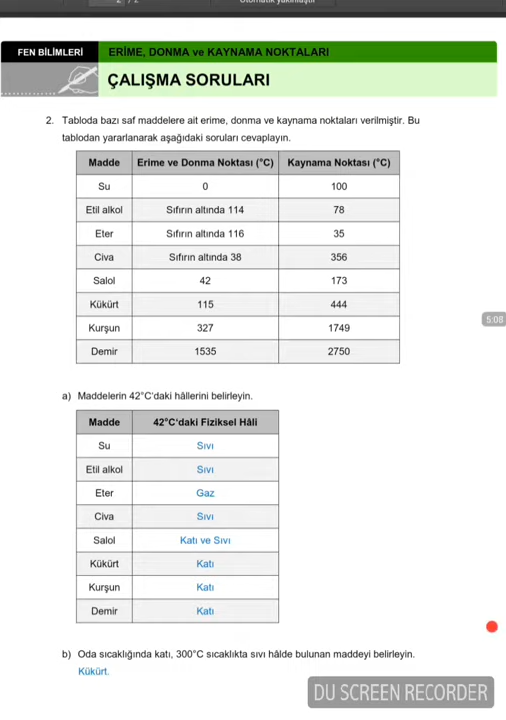 2 / 2
Otomatik yakınlaştır
FEN BİLİMLERİ
ERİME, DONMA ve KAYNAMA NOKTALARI
ÇALIŞMA SORULARI
2. Tabloda bazı saf maddelere ait erime, donma ve kaynama noktaları verilmiştir. Bu
tablodan yararlanarak aşağıdaki soruları cevaplayın.
Madde Erime ve Donma Noktası (°C) Kaynama Noktası (°C)
Su 0 100
Etil alkol Sıfırın altında 114 78
Eter Sıfırın altında 116 35
Civa Sıfırın altında 38 356
Salol 42 173
Kükürt 115 444
Kurşun 327 1749
Demir 1535 2750
5:08
a) Maddelerin 42°C'daki hâllerini belirleyin.
Madde 42°C'daki Fiziksel Hâli
Su Sıvı
Etil alkol Sıvı
Eter Gaz
Civa Sıvı
Salol Katı ve Sıvı
Kükürt Katı
Kurşun Katı
Demir Katı
b) Oda sıcaklığında katı, 300°C sıcaklıkta sıvı hâlde bulunan maddeyi belirleyin.
Kükürt.
DU SCREEN RECORDER